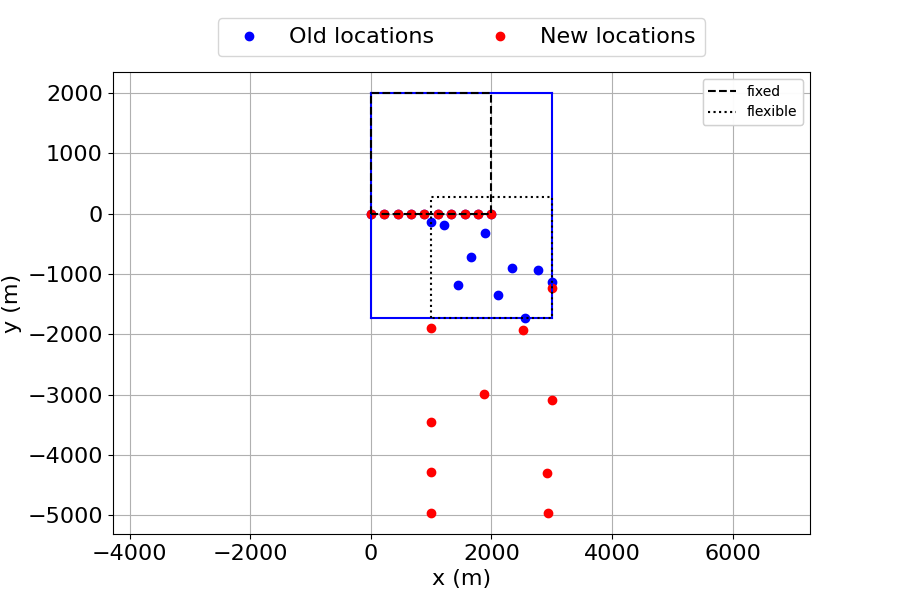 Old locations
New locations
fixed
flexible
2000
1000
0
−1000
−2000
−3000
−4000
−5000
y (m)
−4000
−2000
0
2000
4000
6000
x (m)